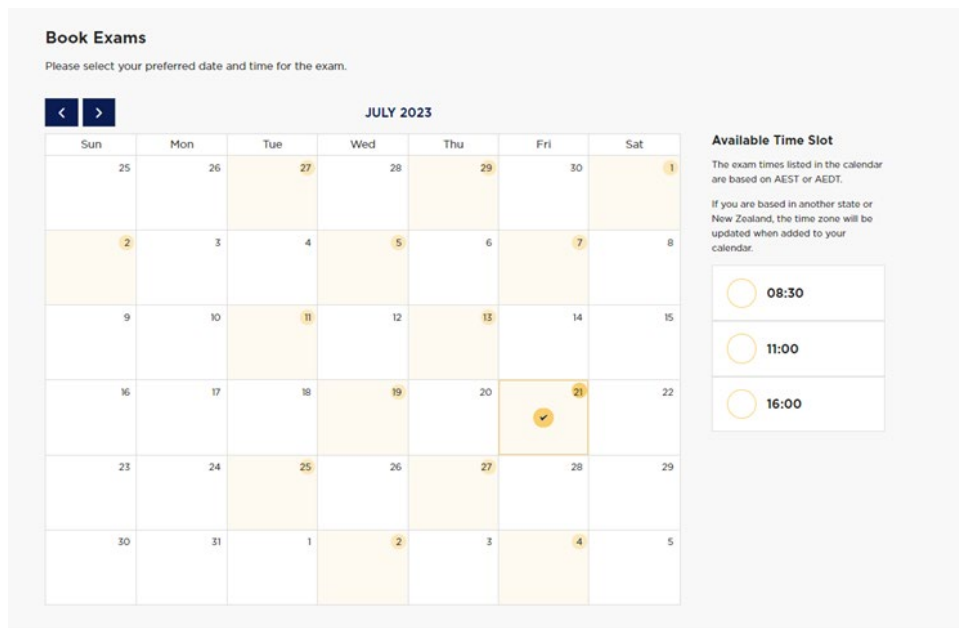 Book Exams
Please select your preferred date and time for the exam.
JULY 2023
Sun Mon Tue Wed Thu Fri Sat
25 26 27 28 29 30 1
2 3 4 5 6 7 8
9 10 11 12 13 14 15
16 17 18 19 20 21 22
23 24 25 26 27 28 29
30 31 1 2 3 4 5
Available Time Slot
The exam times listed in the calendar
are based on AEST or AEDT.
If you are based in another state or
New Zealand, the time zone will be
updated when added to your
calendar.
08:30
11:00
16:00